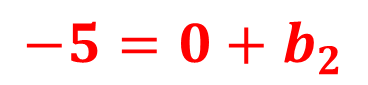 −5 = 0 + b₂